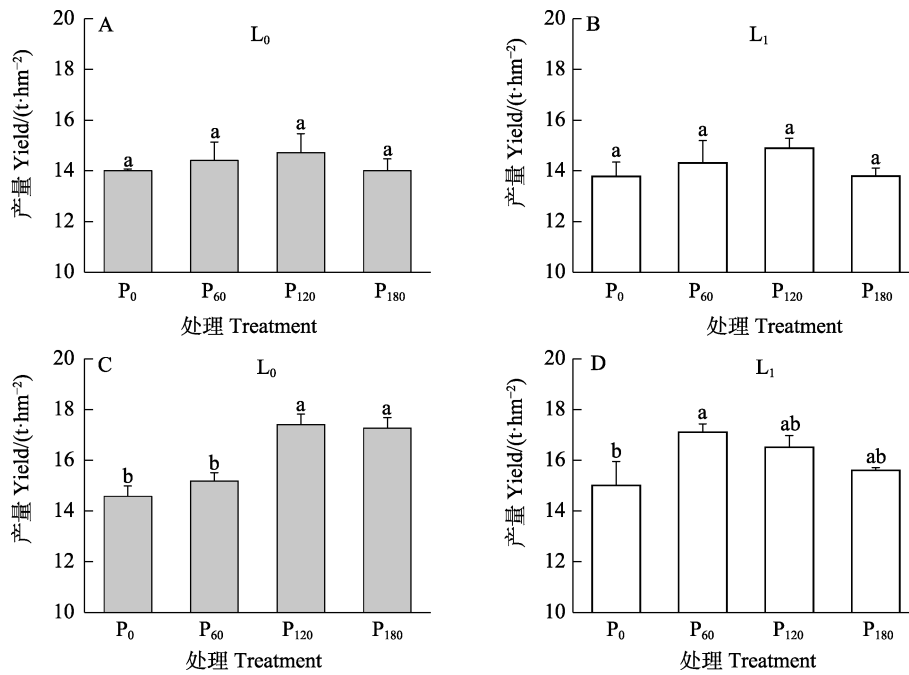 A
L₀
产量 Yield/(t·hm⁻²)
20
18
16
14
12
10
a
a
a
a
P₀
P₆₀
P₁₂₀
P₁₈₀
处理 Treatment
B
L₁
产量 Yield/(t·hm⁻²)
20
18
16
14
12
10
a
a
a
a
P₀
P₆₀
P₁₂₀
P₁₈₀
处理 Treatment
C
L₀
产量 Yield/(t·hm⁻²)
20
18
16
14
12
10
b
b
a
a
P₀
P₆₀
P₁₂₀
P₁₈₀
处理 Treatment
D
L₁
产量 Yield/(t·hm⁻²)
20
18
16
14
12
10
b
a
ab
ab
P₀
P₆₀
P₁₂₀
P₁₈₀
处理 Treatment